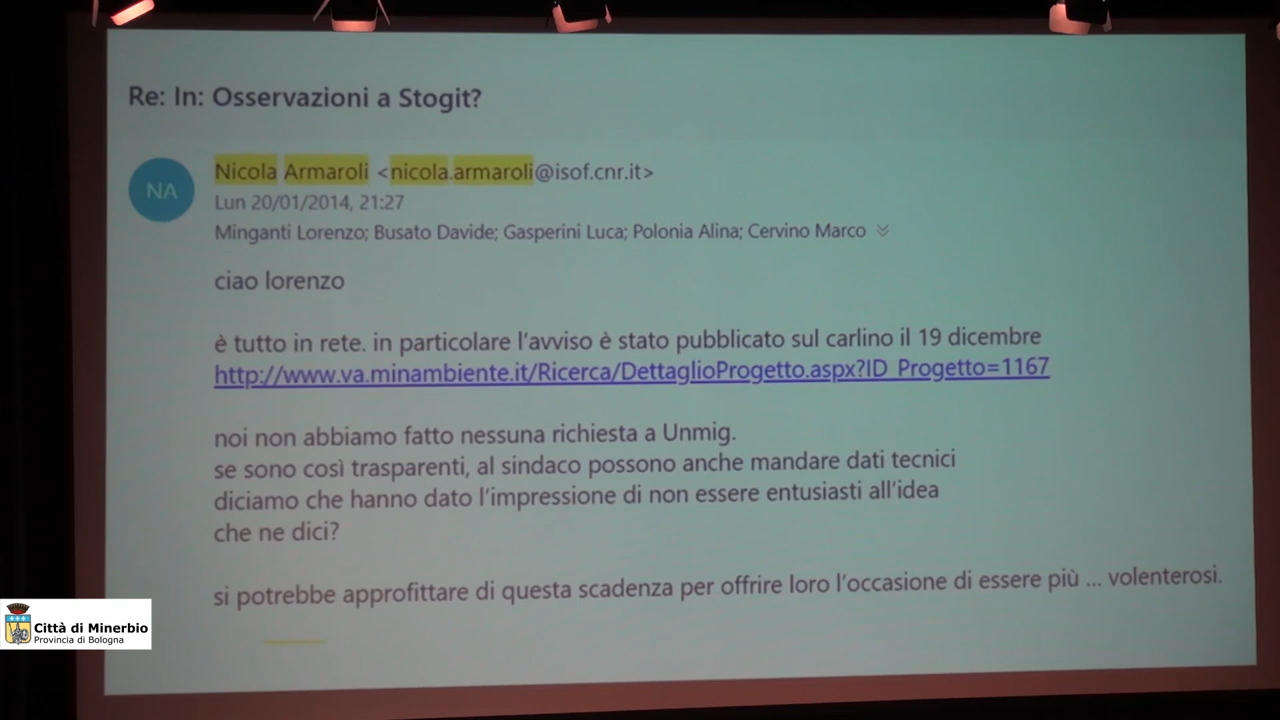 Re: In: Osservazioni a Stogit?
NA
Nicola Armaroli <nicola.armaroli@isof.cnr.it>
Lun 20/01/2014, 21:27
Minganti Lorenzo; Busato Davide; Gasperini Luca; Polonia Alina; Cervino Marco
ciao lorenzo
è tutto in rete. in particolare l'avviso è stato pubblicato sul carlino il 19 dicembre
http://www.va.minambiente.it/Ricerca/DettaglioProgetto.aspx?ID_Progetto=1167
noi non abbiamo fatto nessuna richiesta a Unmig.
se sono così trasparenti, al sindaco possono anche mandare dati tecnici
diciamo che hanno dato l'impressione di non essere entusiasti all'idea
che ne dici?
si potrebbe approfittare di questa scadenza per offrire loro l'occasione di essere più ... volenterosi.
Città di Minerbio
Provincia di Bologna